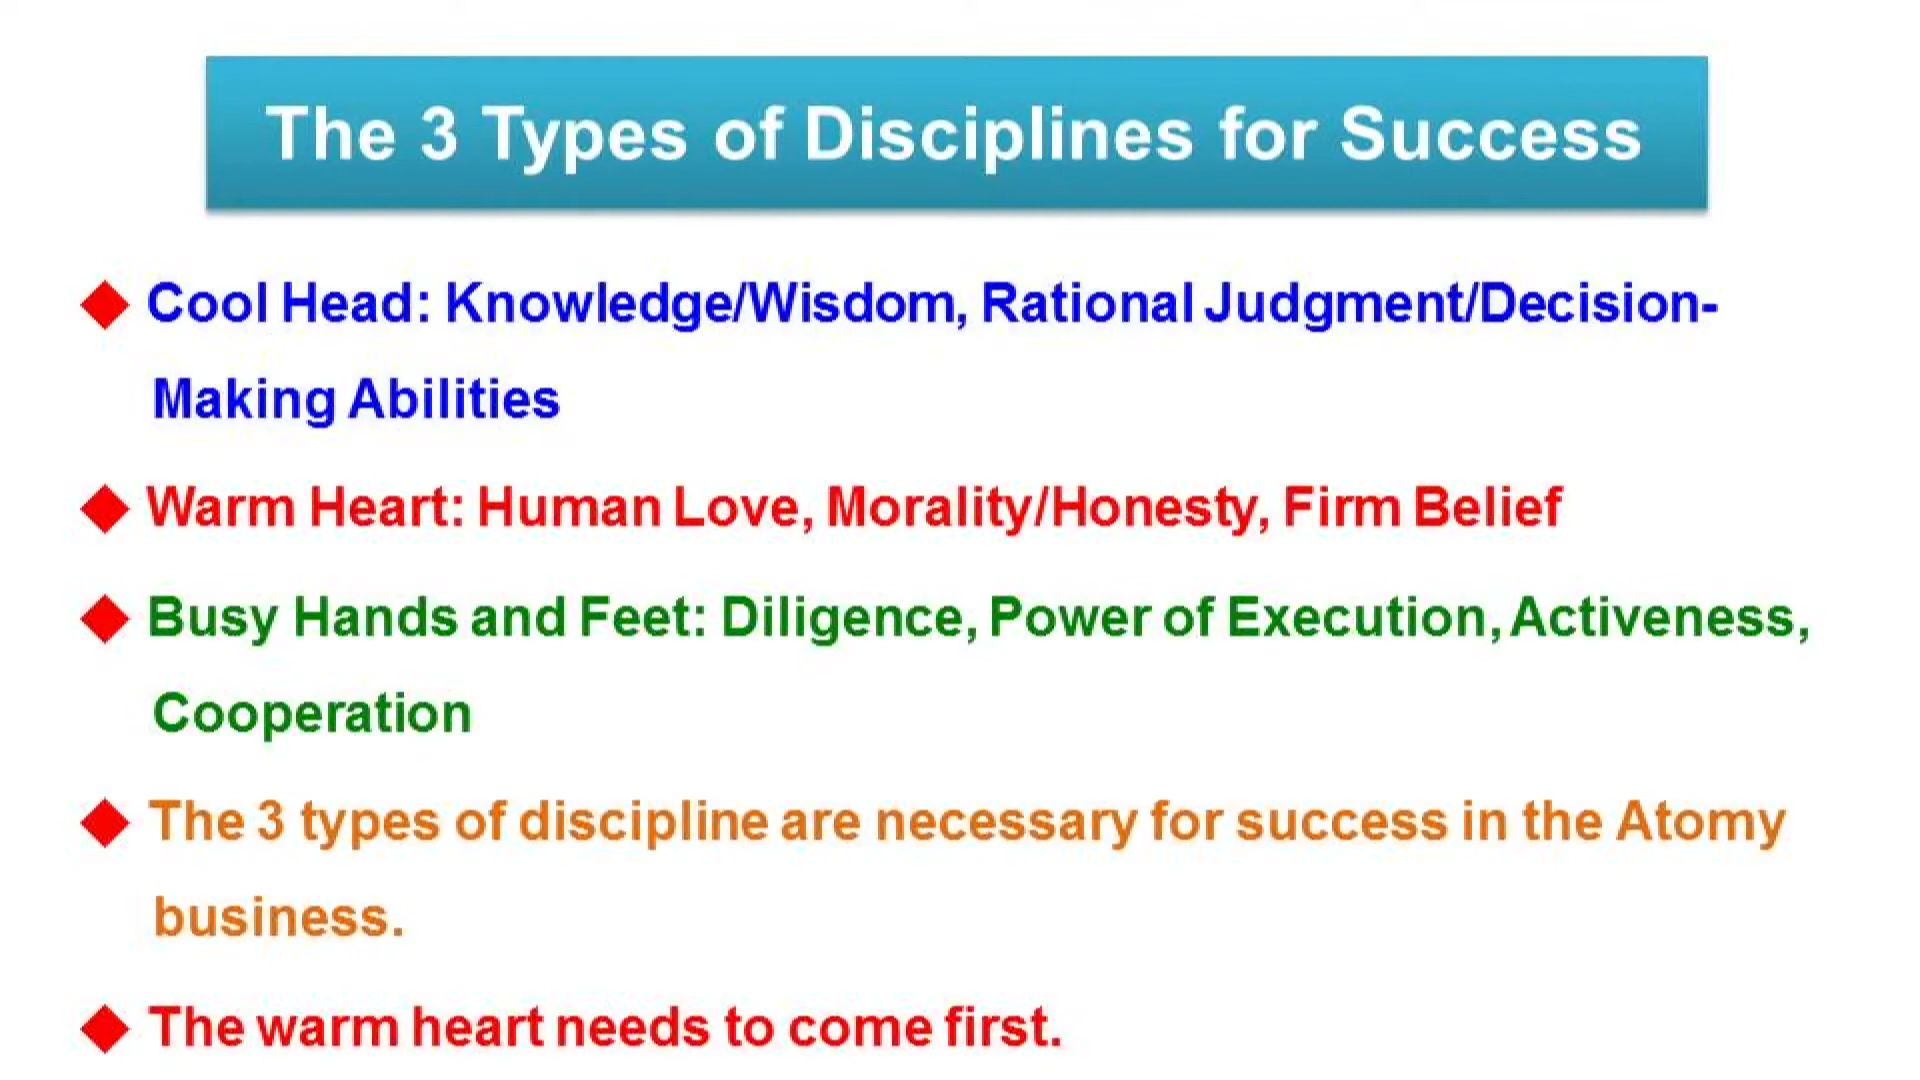 The 3 Types of Disciplines for Success
Cool Head: Knowledge/Wisdom, Rational Judgment/Decision-
Making Abilities
Warm Heart: Human Love, Morality/Honesty, Firm Belief
Busy Hands and Feet: Diligence, Power of Execution, Activeness,
Cooperation
The 3 types of discipline are necessary for success in the Atomy
business.
The warm heart needs to come first.